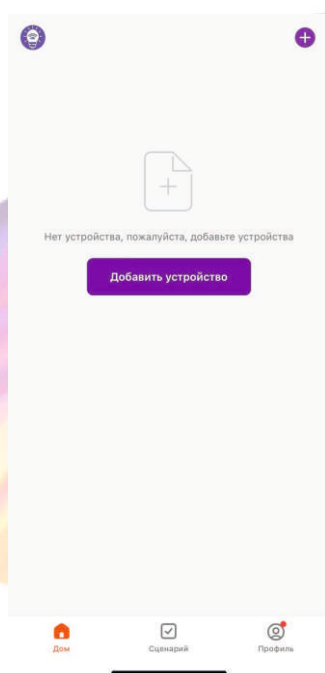 Нет устройства, пожалуйста, добавьте устройства
Добавить устройство
Дом Сценарий Профиль